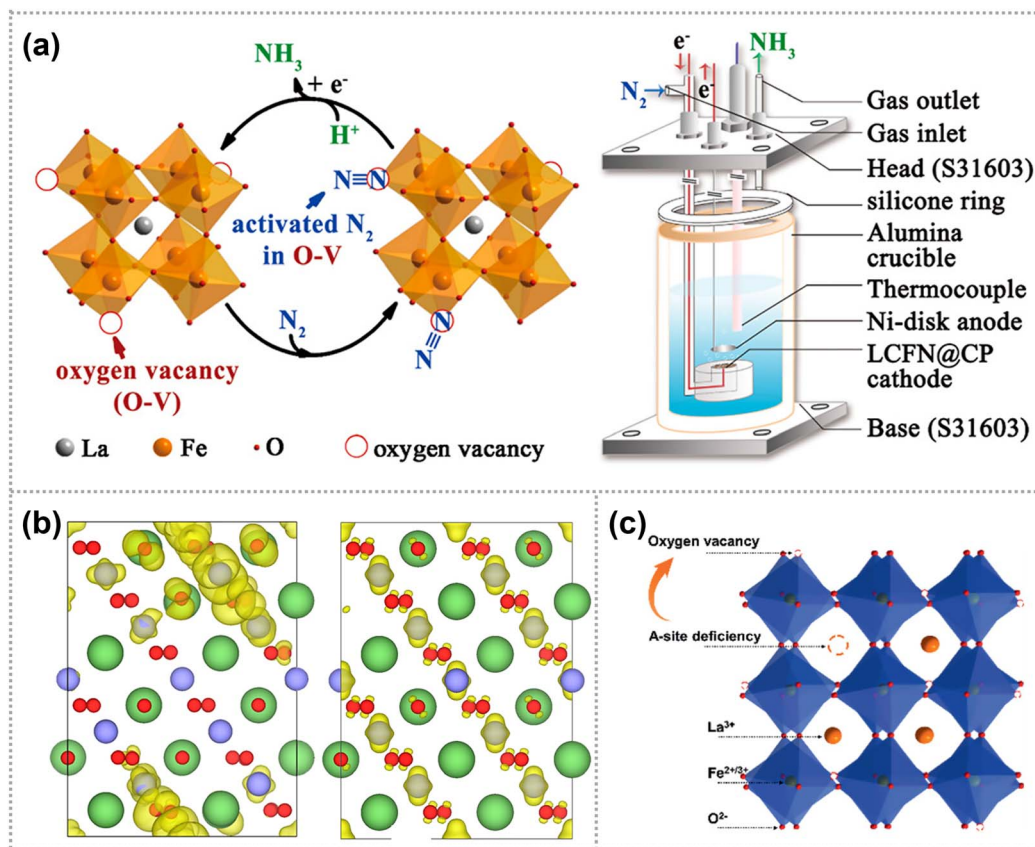 (a)
NH₃
+ e⁻
H⁺
N≡N
activated N₂
in O-V
N₂
N≡N
oxygen vacancy
(O-V)
La
Fe
O
oxygen vacancy
e⁻
NH₃
N₂
e⁻
Gas outlet
Gas inlet
Head (S31603)
silicone ring
Alumina
crucible
Thermocouple
Ni-disk anode
LCFN@CP
cathode
Base (S31603)
(b)
(c)
Oxygen vacancy
A-site deficiency
La³⁺
Fe²⁺/³⁺
O²⁻